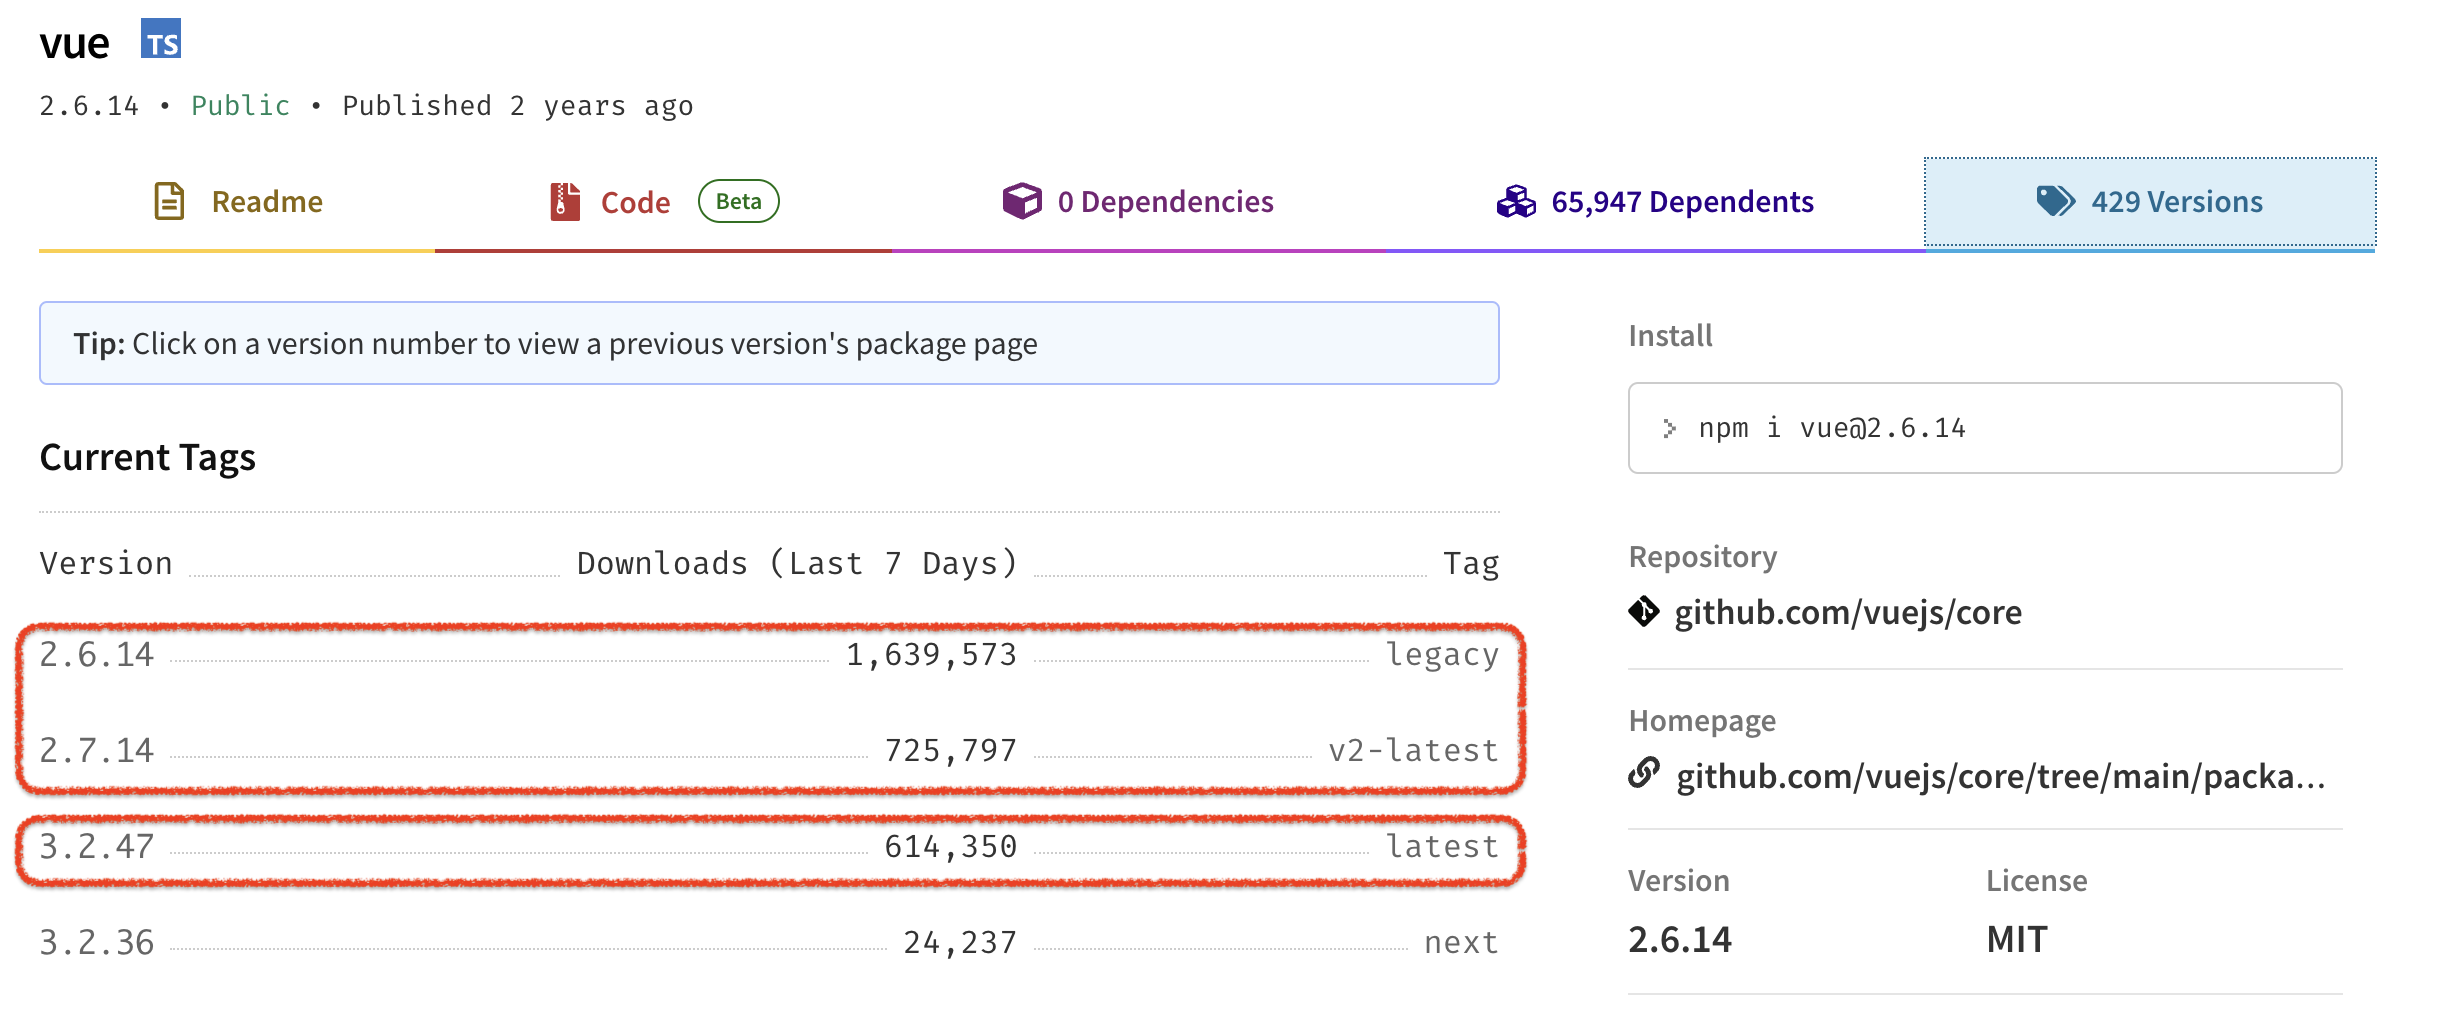 vue TS
2.6.14 • Public • Published 2 years ago
Readme
Code Beta
0 Dependencies
65,947 Dependents
429 Versions
Tip: Click on a version number to view a previous version's package page
Current Tags
Version Downloads (Last 7 Days) Tag
2.6.14 1,639,573 legacy
2.7.14 725,797 v2-latest
3.2.47 614,350 latest
3.2.36 24,237 next
Install
> npm i vue@2.6.14
Repository
github.com/vuejs/core
Homepage
github.com/vuejs/core/tree/main/packa...
Version License
2.6.14 MIT